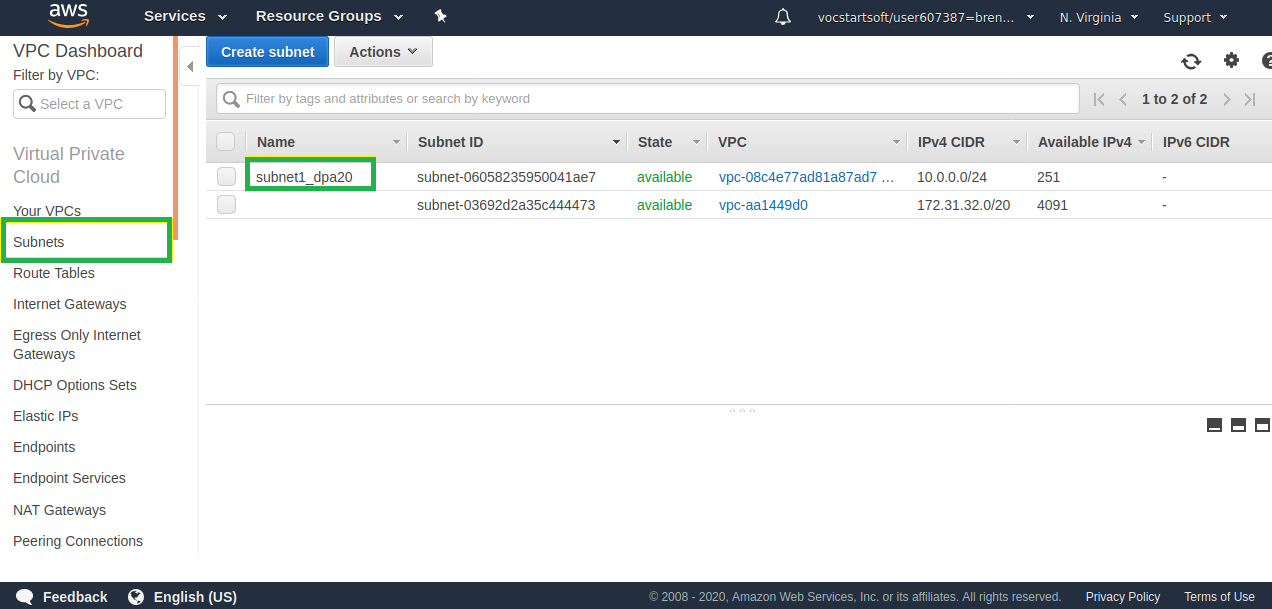 aws
Services
Resource Groups
vocstartsoft/user607387=bren...
N. Virginia
Support
VPC Dashboard
Filter by VPC:
Select a VPC
Virtual Private
Cloud
Your VPCs
Subnets
Route Tables
Internet Gateways
Egress Only Internet
Gateways
DHCP Options Sets
Elastic IPs
Endpoints
Endpoint Services
NAT Gateways
Peering Connections
Create subnet
Actions
Filter by tags and attributes or search by keyword
1 to 2 of 2
Name Subnet ID State VPC IPv4 CIDR Available IPv4 IPv6 CIDR
subnet1_dpa20 subnet-06058235950041ae7 available vpc-08c4e77ad81a87ad7 ... 10.0.0.0/24 251 -
subnet-03692d2a35c444473 available vpc-aa1449d0 172.31.32.0/20 4091 -
Feedback
English (US)
© 2008 - 2020, Amazon Web Services, Inc. or its affiliates. All rights reserved.
Privacy Policy
Terms of Use